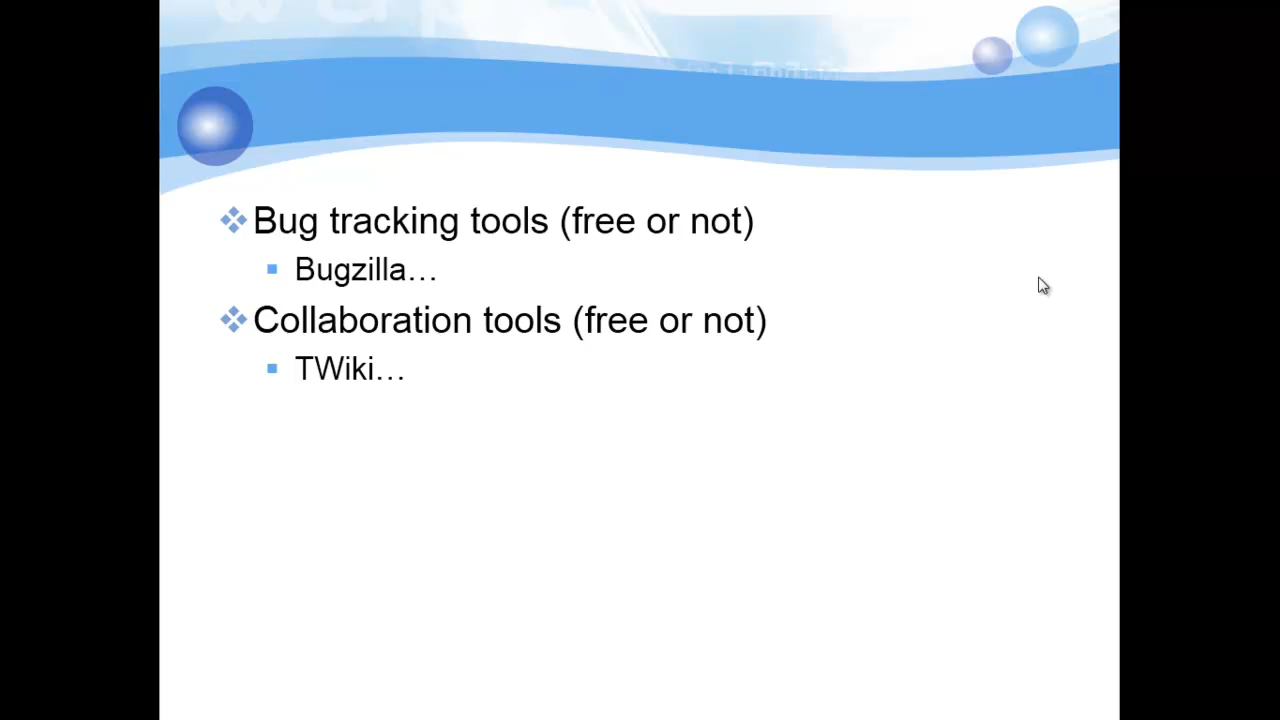 Bug tracking tools (free or not)
Bugzilla…
Collaboration tools (free or not)
TWiki…